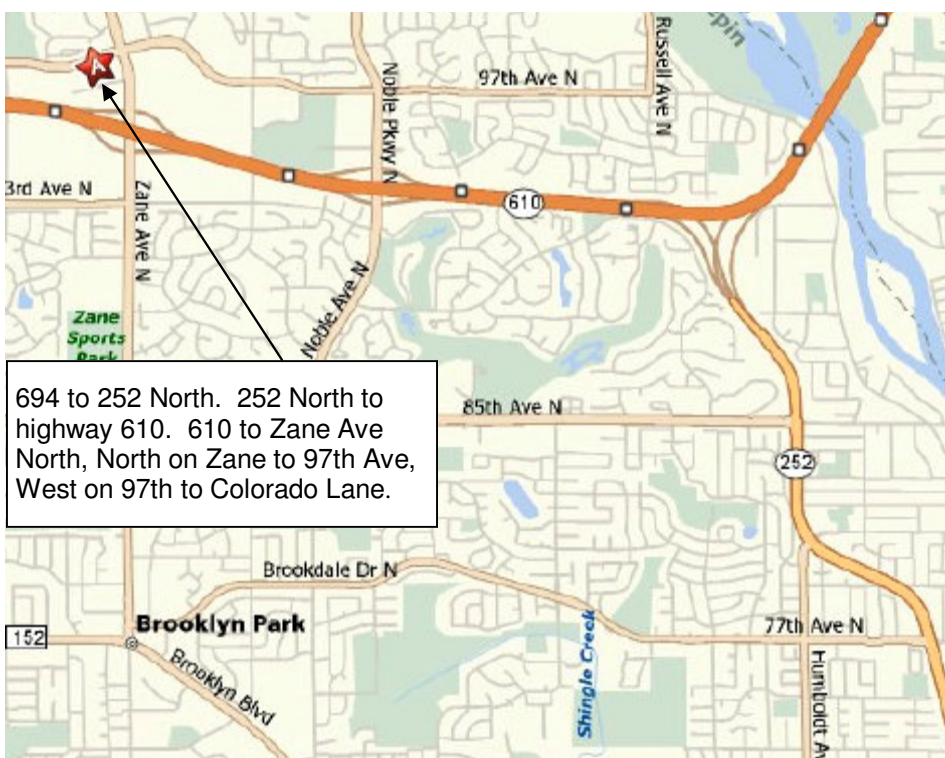 pin
Russell Ave N
A
Noble Pkwy N
97th Ave N
3rd Ave N
Zane Ave N
610
Noble Ave N
Zane
Sports
Park
694 to 252 North.  252 North to
highway 610.  610 to Zane Ave
North, North on Zane to 97th Ave,
West on 97th to Colorado Lane.
85th Ave N
252
Brookdale Dr N
Brooklyn Park
152
77th Ave N
Brooklyn Blvd
Shingle Creek
Humboldt Av